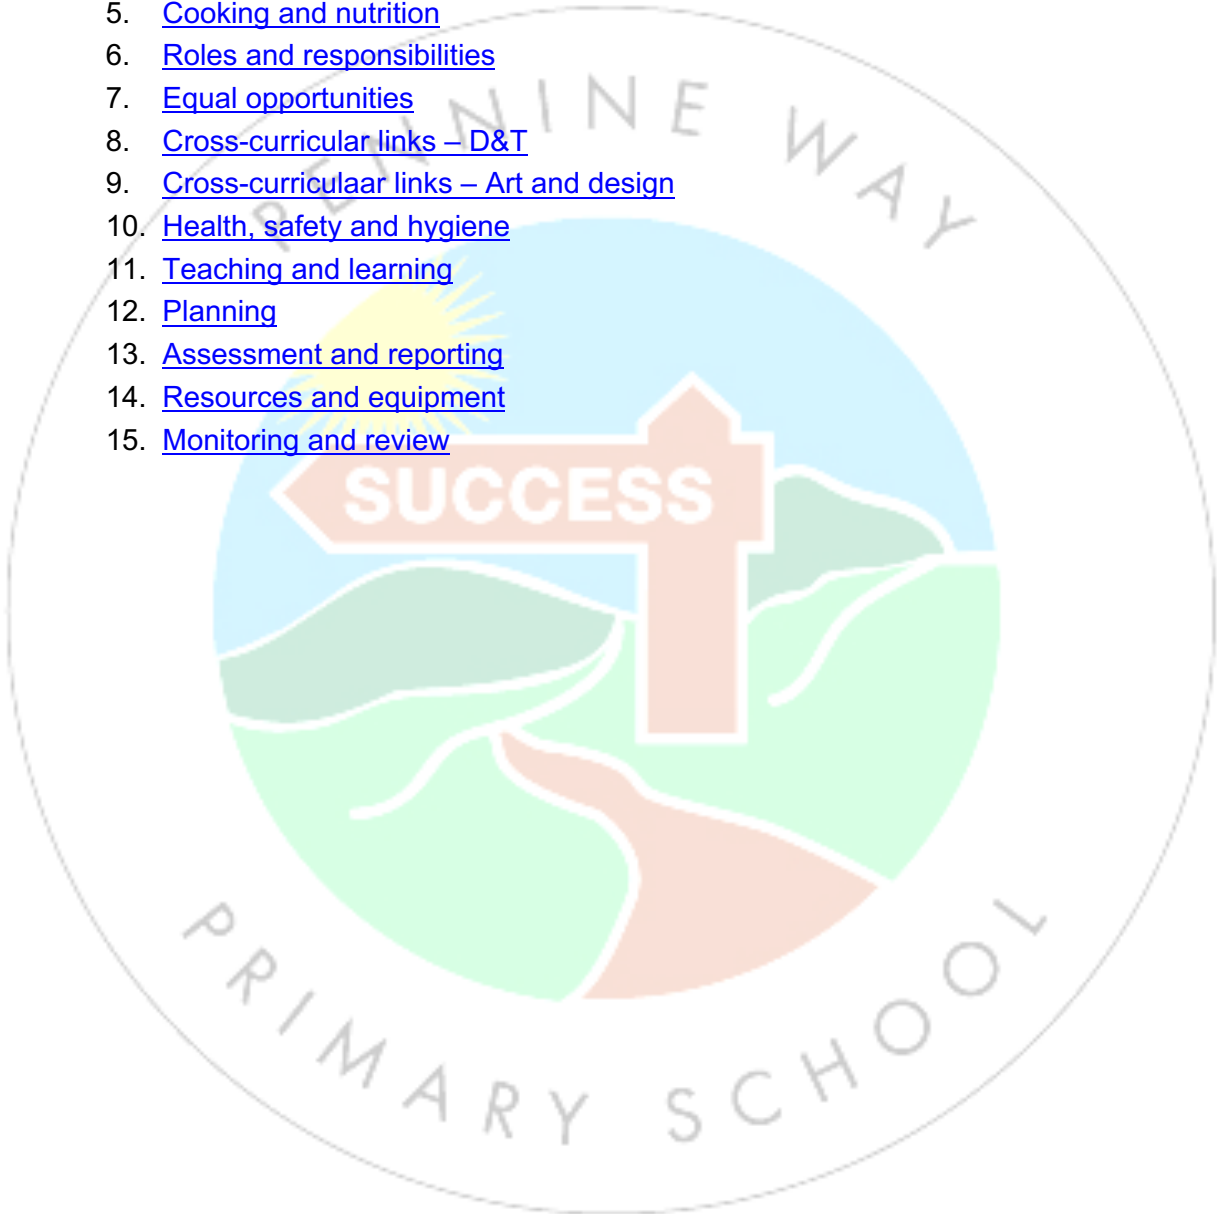 5. Cooking and nutrition
6. Roles and responsibilities
7. Equal opportunities
8. Cross-curricular links – D&T
9. Cross-curriculaar links – Art and design
10. Health, safety and hygiene
11. Teaching and learning
12. Planning
13. Assessment and reporting
14. Resources and equipment
15. Monitoring and review
PENNINE WAY
SUCCESS
PRIMARY SCHOOL